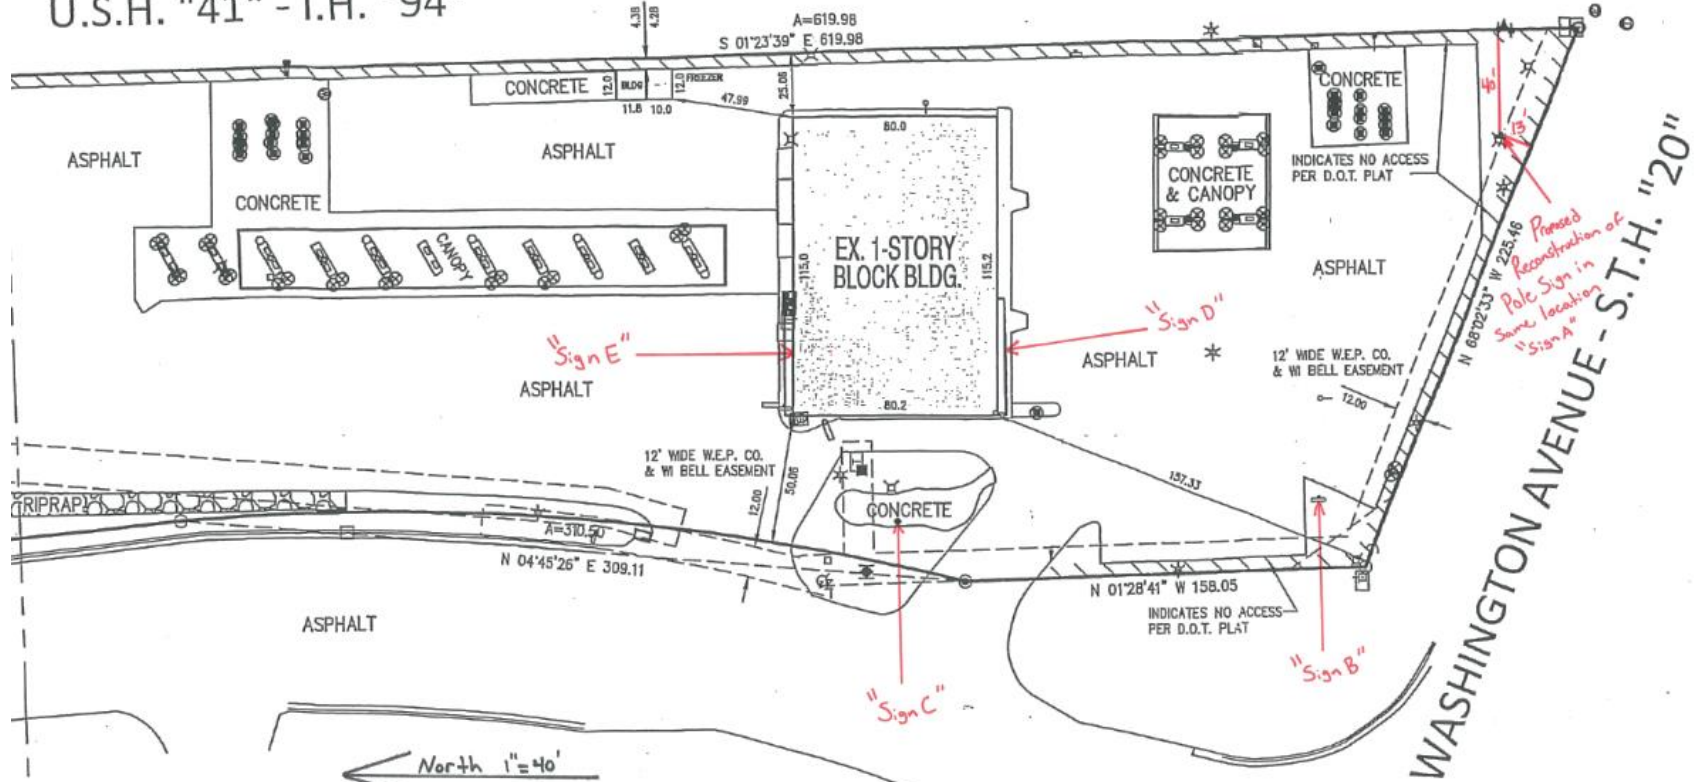 U.S.H. "41" - I.H. "94"
4.38
4.28
A=619.98
S 01°23'39" E 619.98
CONCRETE
12.0
BLDG
12.0
FREEZER
11.8
10.0
47.99
25.06
80.0
ASPHALT
ASPHALT
CONCRETE
CANOPY
115.0
EX. 1-STORY
BLOCK BLDG.
115.2
80.2
CONCRETE
& CANOPY
CONCRETE
INDICATES NO ACCESS
PER D.O.T. PLAT
40'
13'
Proposed
Reconstruction of
Pole Sign in
Same location
"Sign A"
ASPHALT
N 68°02'33" W 225.46
WASHINGTON AVENUE - S.T.H. "20"
"Sign E"
"Sign D"
ASPHALT
ASPHALT
12' WIDE W.E.P. CO.
& WI BELL EASEMENT
12.00
12' WIDE W.E.P. CO.
& WI BELL EASEMENT
12.00
50.06
137.33
CONCRETE
RIPRAP
A=310.50
N 04°45'26" E 309.11
N 01°28'41" W 158.05
INDICATES NO ACCESS
PER D.O.T. PLAT
ASPHALT
"Sign C"
"Sign B"
North 1"=40'